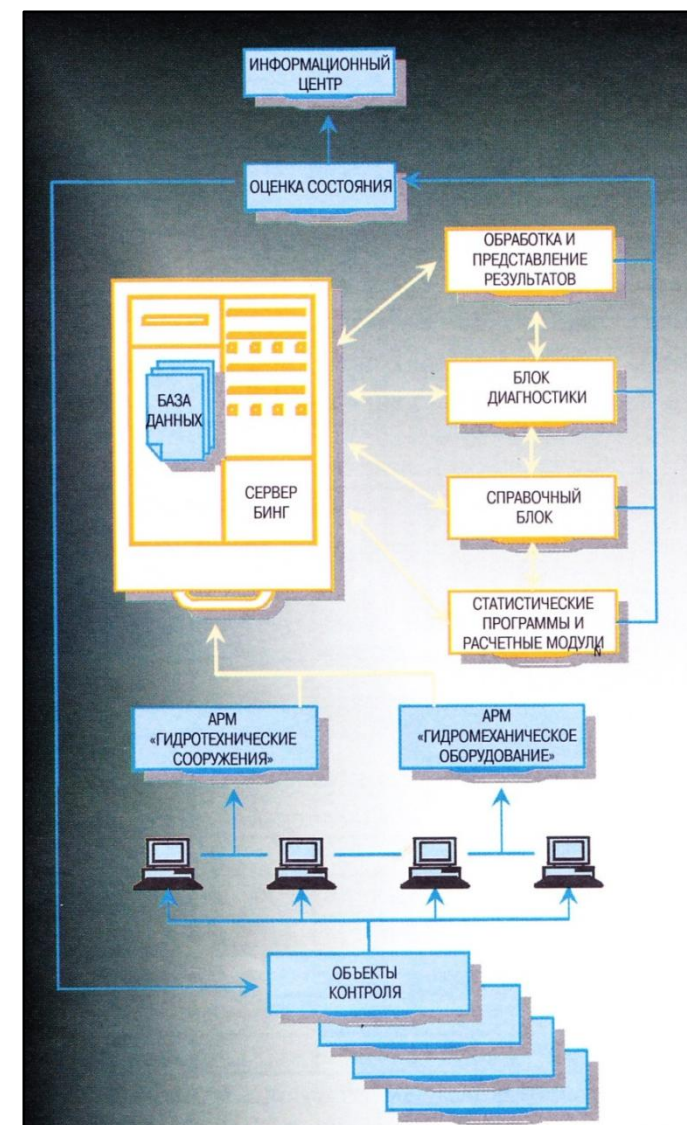 ИНФОРМАЦИОННЫЙ
ЦЕНТР
ОЦЕНКА СОСТОЯНИЯ
ОБРАБОТКА И
ПРЕДСТАВЛЕНИЕ
РЕЗУЛЬТАТОВ
БАЗА
ДАННЫХ
БЛОК
ДИАГНОСТИКИ
СЕРВЕР
БИНГ
СПРАВОЧНЫЙ
БЛОК
СТАТИСТИЧЕСКИЕ
ПРОГРАММЫ И
РАСЧЕТНЫЕ МОДУЛИ
Ñ
АРМ
«ГИДРОТЕХНИЧЕСКИЕ
СООРУЖЕНИЯ»
АРМ
«ГИДРОМЕХАНИЧЕСКОЕ
ОБОРУДОВАНИЕ»
ОБЪЕКТЫ
КОНТРОЛЯ